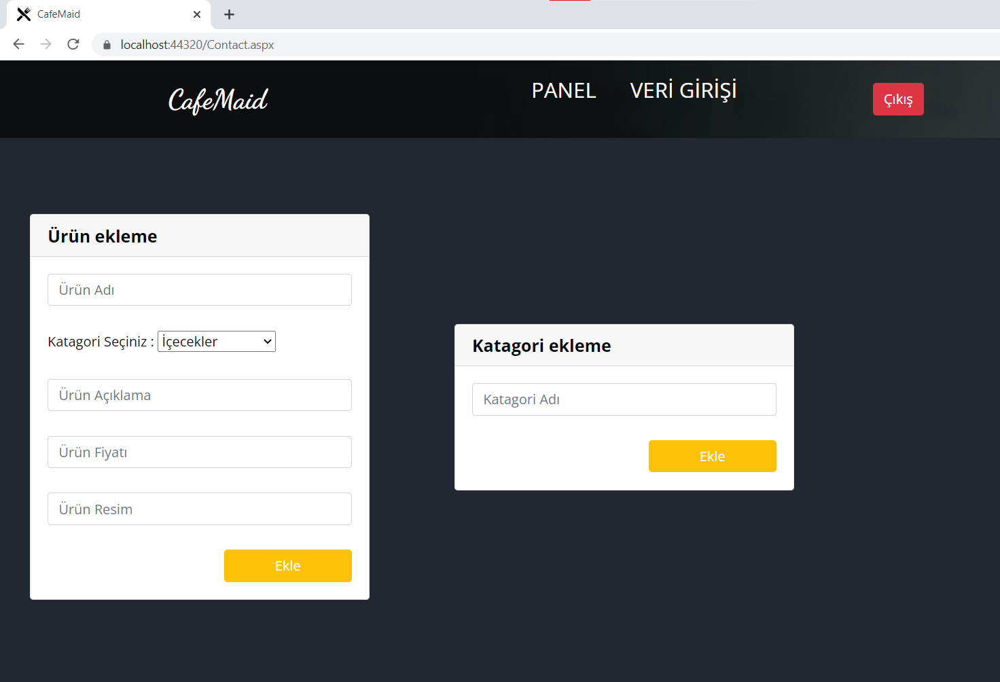 CafeMaid
localhost:44320/Contact.aspx
CafeMaid
PANEL
VERİ GİRİŞİ
Çıkış
Ürün ekleme
Ürün Adı
Katagori Seçiniz : İçecekler
Ürün Açıklama
Ürün Fiyatı
Ürün Resim
Ekle
Katagori ekleme
Katagori Adı
Ekle